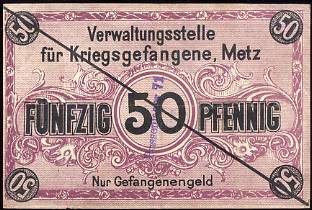 50 50
Verwaltungsstelle
für Kriegsgefangene, Metz
FÜNFZIG 50 PFENNIG
Nur Gefangenengeld
50 50